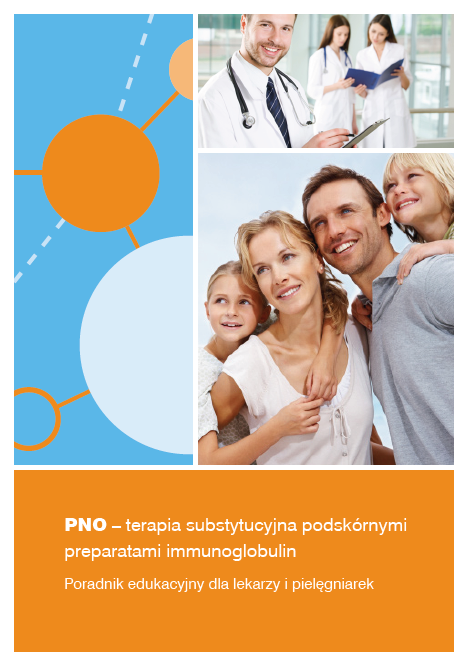 PNO – terapia substytucyjna podskórnymi
preparatami immunoglobulin
Poradnik edukacyjny dla lekarzy i pielęgniarek